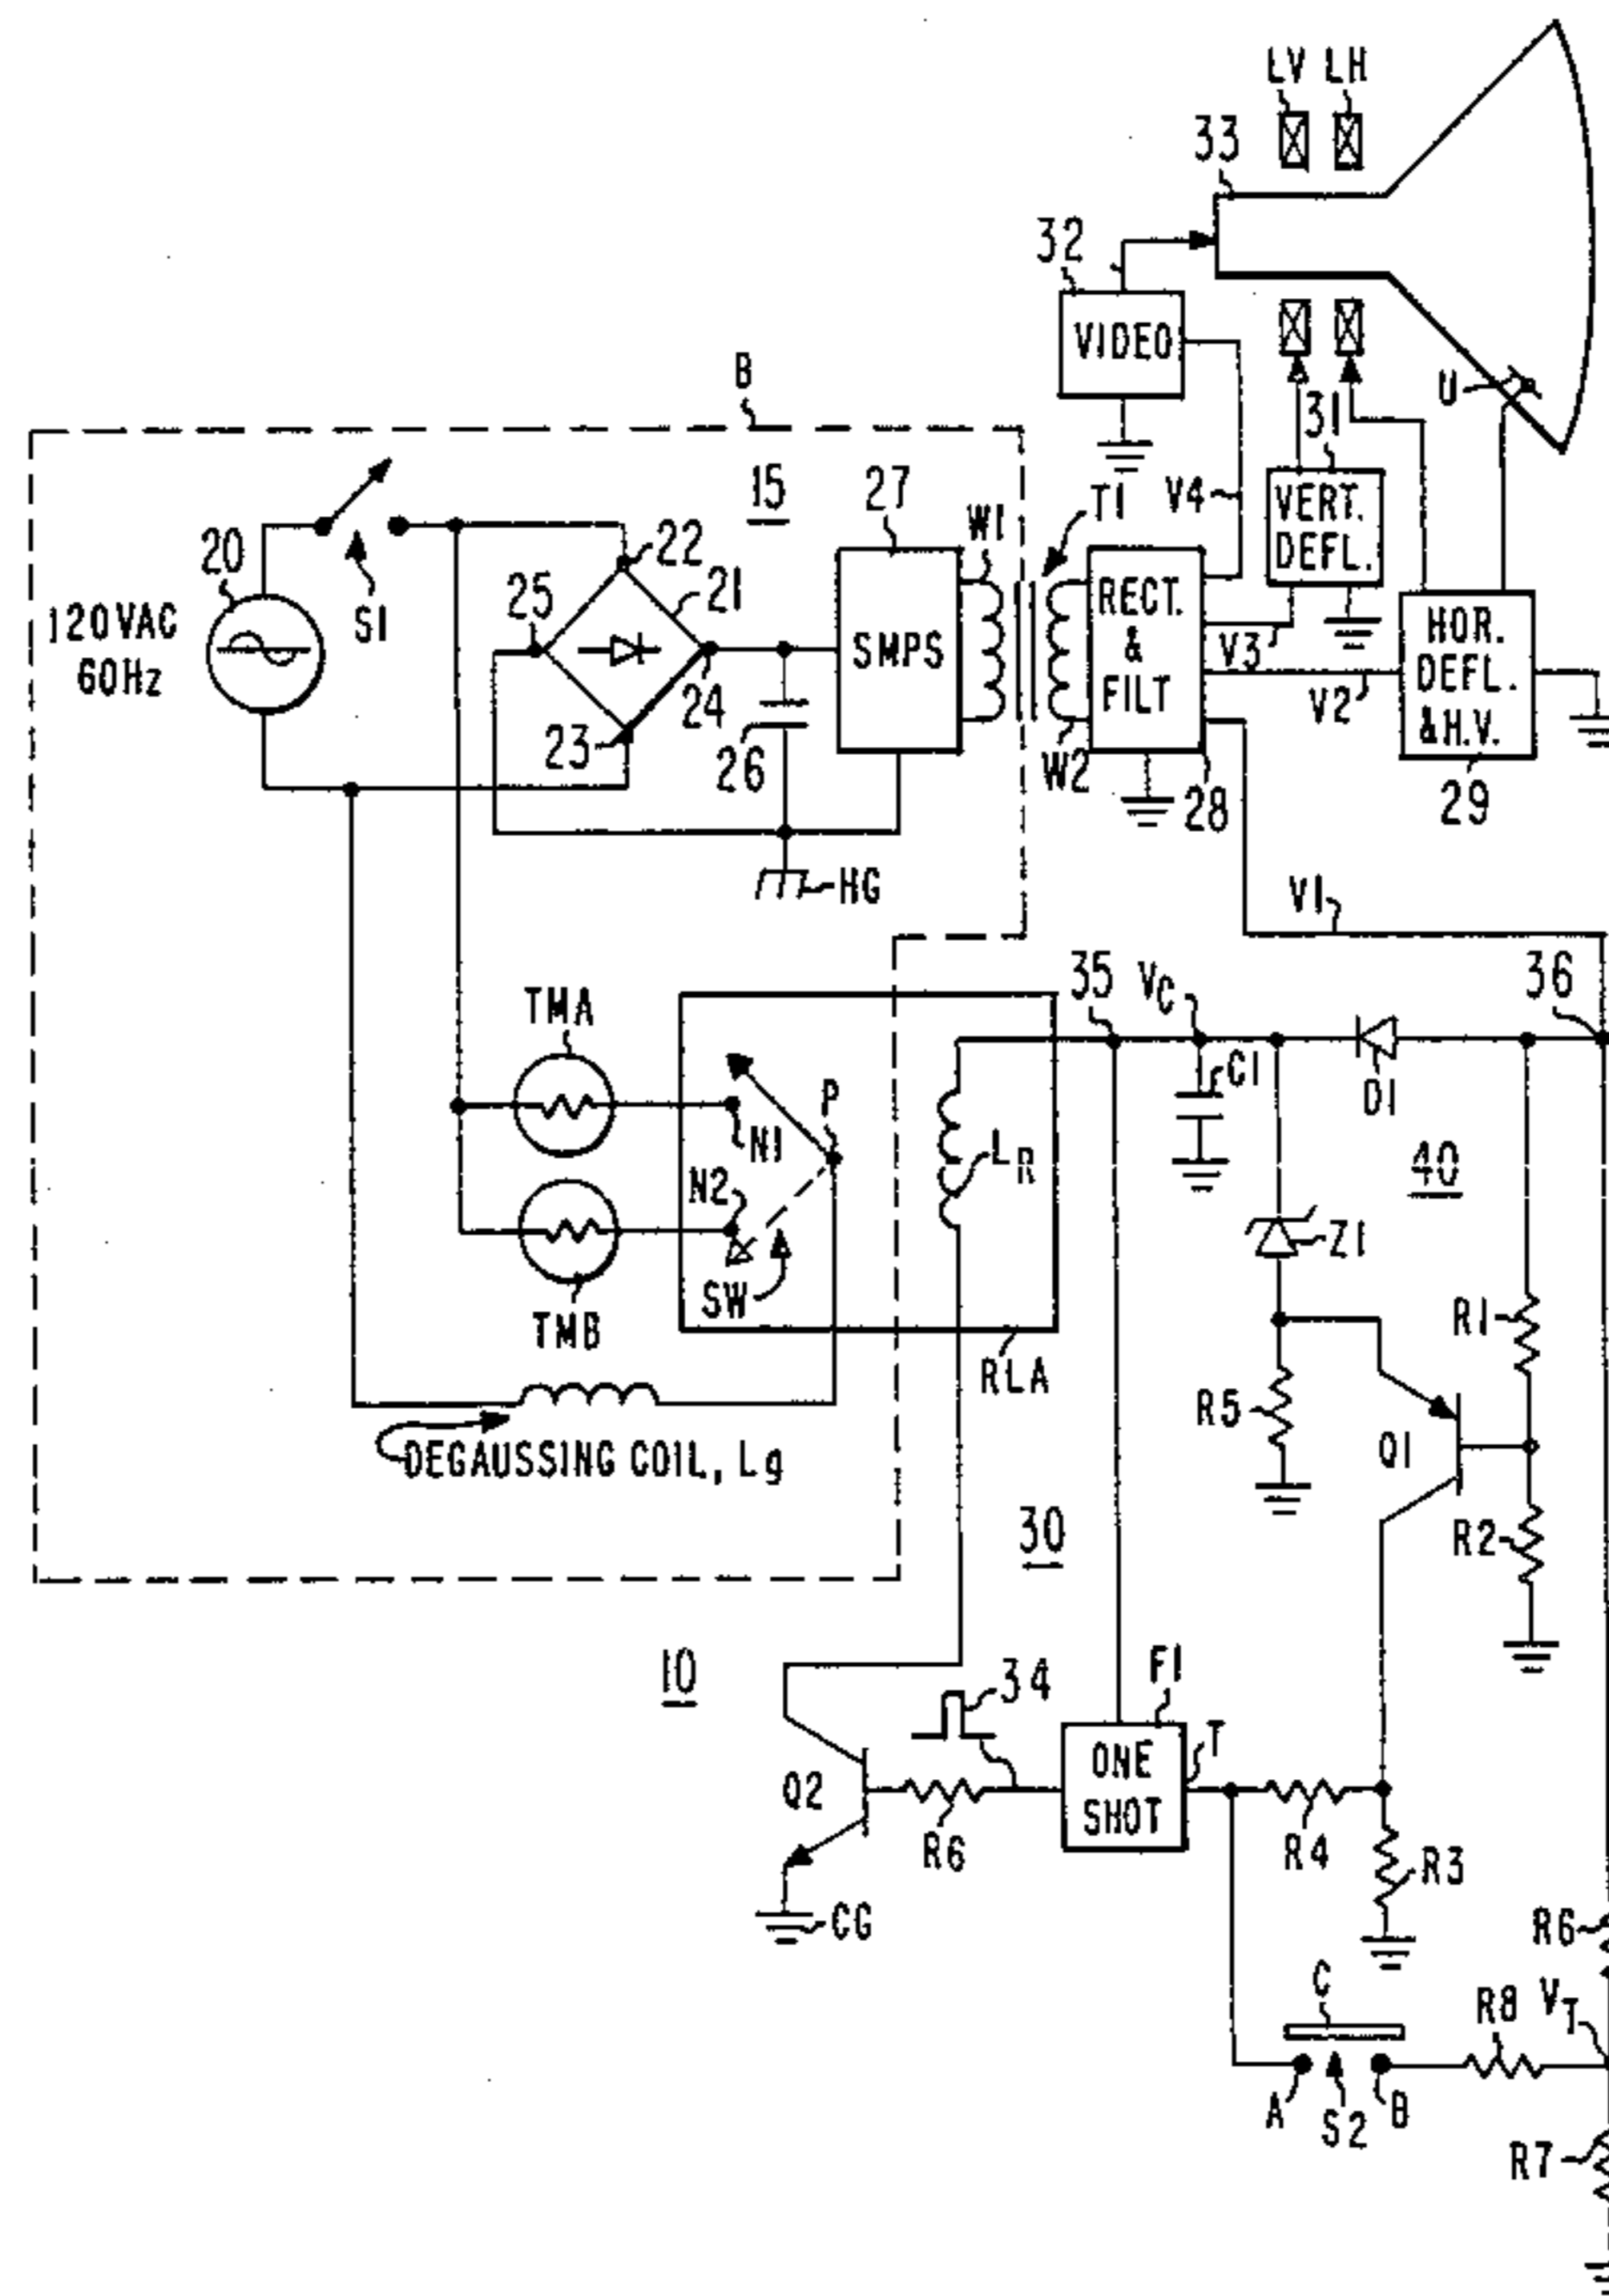 LV LH
33
32
VIDEO
U
31
B
15
27
W1
T1
V4
VERT.
DEFL.
20
120VAC
60Hz
S1
22
25
21
SMPS
RECT.
&
FILT
HOR.
DEFL.
& H.V.
V3
V2
24
23
26
W2
28
29
HG
V1
35
VC
36
TMA
C1
D1
P
N1
LR
40
N2
Z1
SW
TMB
R1
RLA
R5
Q1
DEGAUSSING COIL, Lg
30
R2
10
34
F1
T
ONE
SHOT
Q2
R6
R4
R3
CG
R6
C
R8
VT
A
S2
B
R7